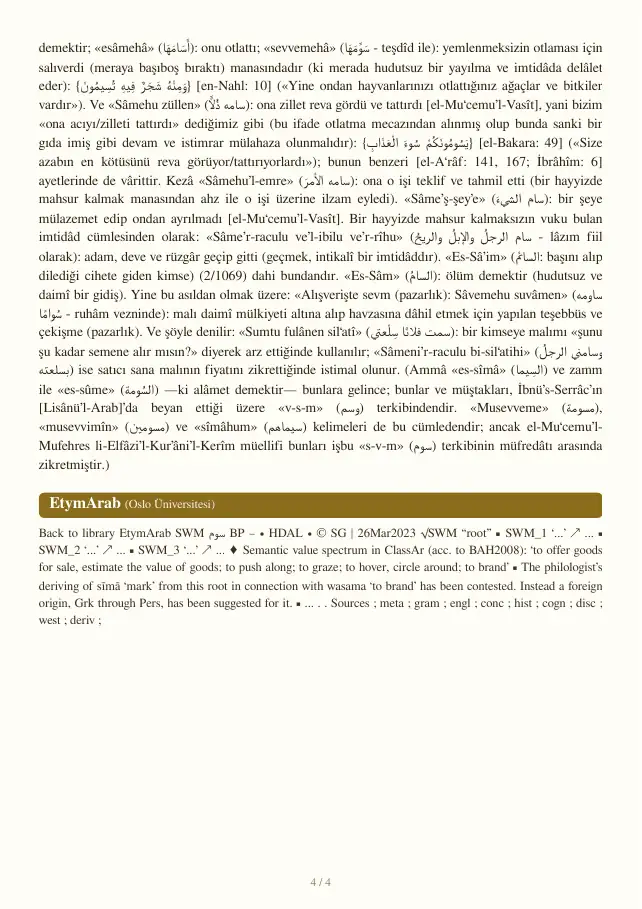 demektir; «esâmehâ» (أَسَامَهَا): onu otlattı; «sevvemehâ» (سَوَّمَهَا - teşdîd ile): yemlenmeksizin otlaması için
salıverdi (meraya başıboş bıraktı) manasındadır (ki merada hudutsuz bir yayılma ve imtidâda delâlet
eder): {وَمِنْهُ شَجَرٌ فِيهِ تُسِيمُونَ} [en-Nahl: 10] («Yine ondan hayvanlarınızı otlattığınız ağaçlar ve bitkiler
vardır»). Ve «Sâmehu züllen» (سامه ذُلًّا): ona zillet reva gördü ve tattırdı [el-Mu‘cemu’l-Vasît], yani bizim
«ona acıyı/zilleti tattırdı» dediğimiz gibi (bu ifade otlatma mecazından alınmış olup bunda sanki bir
gıda imiş gibi devam ve istimrar mülahaza olunmalıdır): {يَسُومُونَكُمْ سُوءَ الْعَذَابِ} [el-Bakara: 49] («Size
azabın en kötüsünü reva görüyor/tattırıyorlardı»); bunun benzeri [el-A‘râf: 141, 167; İbrâhîm: 6]
ayetlerinde de vârittir. Kezâ «Sâmehu’l-emre» (سامه الأمرَ): ona o işi teklif ve tahmil etti (bir hayyizde
mahsur kalmak manasından ahz ile o işi üzerine ilzam eyledi). «Sâme’ş-şey’e» (سام الشيءَ): bir şeye
mülazemet edip ondan ayrılmadı [el-Mu‘cemu’l-Vasît]. Bir hayyizde mahsur kalmaksızın vuku bulan
imtidâd cümlesinden olarak: «Sâme’r-raculu ve’l-ibilu ve’r-rîhu» (سام الرجلُ والإبلُ والريحُ - lâzım fiil
olarak): adam, deve ve rüzgâr geçip gitti (geçmek, intikalî bir imtidâddır). «Es-Sâ’im» (السائم: başını alıp
dilediği cihete giden kimse) (2/1069) dahi bundandır. «Es-Sâm» (السامُ): ölüm demektir (hudutsuz ve
daimî bir gidiş). Yine bu asıldan olmak üzere: «Alışverişte sevm (pazarlık): Sâvemehu suvâmen» (ساومه
سُوامًا - ruhâm vezninde): malı daimî mülkiyeti altına alıp havzasına dâhil etmek için yapılan teşebbüs ve
çekişme (pazarlık). Ve şöyle denilir: «Sumtu fulânen sil‘atî» (سمت فلانًا سِلْعتي): bir kimseye malımı «şunu
şu kadar semene alır mısın?» diyerek arz ettiğinde kullanılır; «Sâmeni’r-raculu bi-sil‘atihi» (وسامني الرجلُ
بسلعته) ise satıcı sana malının fiyatını zikrettiğinde istimal olunur. (Ammâ «es-sîmâ» (السِيما) ve zamm
ile «es-sûme» (السُومة) —ki alâmet demektir— bunlara gelince; bunlar ve müştakları, İbnü’s-Serrâc’ın
[Lisânü’l-Arab]’da beyan ettiği üzere «v-s-m» (وسم) terkibindendir. «Musevveme» (مسومة),
«musevvimîn» (مسومين) ve «sîmâhum» (سيماهم) kelimeleri de bu cümledendir; ancak el-Mu‘cemu’l-
Mufehres li-Elfâzi’l-Kur’âni’l-Kerîm müellifi bunları işbu «s-v-m» (سوم) terkibinin müfredâtı arasında
zikretmiştir.)
EtymArab (Oslo Üniversitesi)
Back to library EtymArab SWM سوم BP – • HDAL • © SG | 26Mar2023 √SWM “root” ▪ SWM_1 ‘...’ ↗ ... ▪
SWM_2 ‘...’ ↗ ... ▪ SWM_3 ‘...’ ↗ ... ♦ Semantic value spectrum in ClassAr (acc. to BAH2008): ‘to offer goods
for sale, estimate the value of goods; to push along; to graze; to hover, circle around; to brand’ ▪ The philologist’s
deriving of sīmā ‘mark’ from this root in connection with wasama ‘to brand’ has been contested. Instead a foreign
origin, Grk through Pers, has been suggested for it. ▪ ... . . Sources ; meta ; gram ; engl ; conc ; hist ; cogn ; disc ;
west ; deriv ;
4 / 4